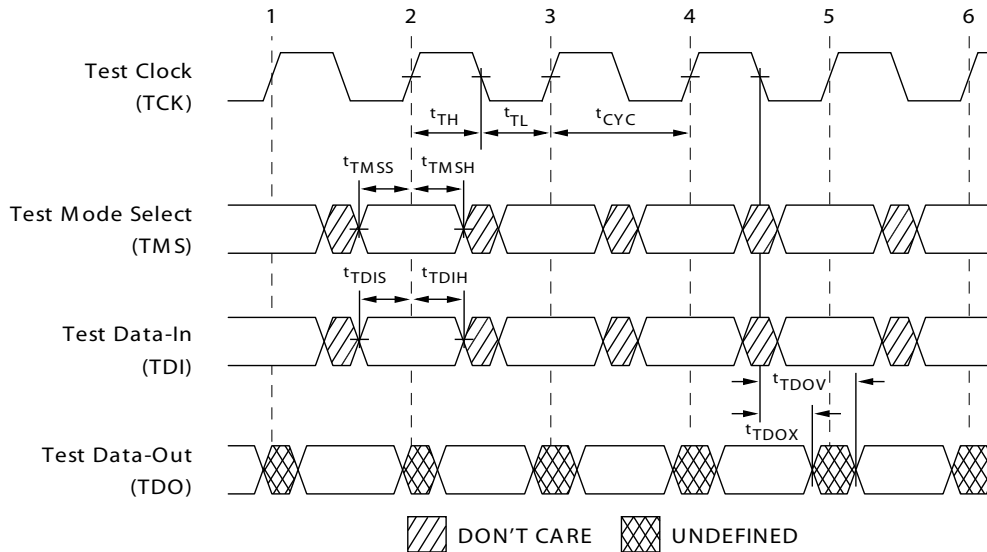 1 2 3 4 5 6
Test Clock
(TCK)
tTH tTL tCYC
tTMSS tTMSH
Test Mode Select
(TMS)
tTDIS tTDIH
Test Data-In
(TDI)
tTDOV
tTDOX
Test Data-Out
(TDO)
DON'T CARE UNDEFINED